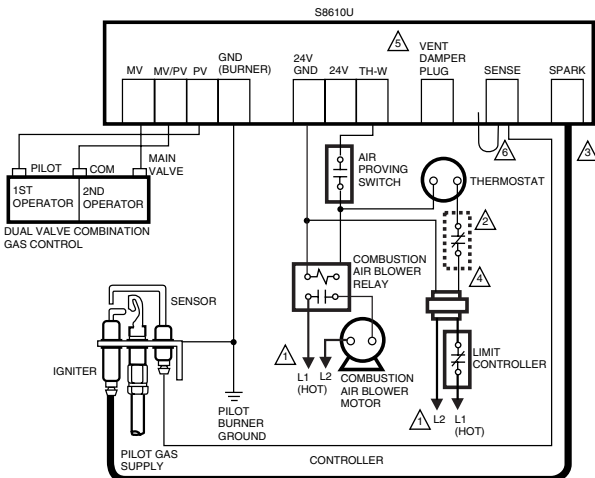 S8610U
MV
MV/PV
PV
GND
(BURNER)
24V
GND
24V
TH-W
5
VENT
DAMPER
PLUG
SENSE
SPARK
6
3
PILOT
COM
MAIN
VALVE
1ST
OPERATOR
2ND
OPERATOR
DUAL VALVE COMBINATION
GAS CONTROL
AIR
PROVING
SWITCH
THERMOSTAT
2
4
COMBUSTION
AIR BLOWER
RELAY
SENSOR
IGNITER
1
L1
(HOT)
L2
COMBUSTION
AIR BLOWER
MOTOR
LIMIT
CONTROLLER
1
L2
L1
(HOT)
PILOT
BURNER
GROUND
PILOT GAS
SUPPLY
CONTROLLER